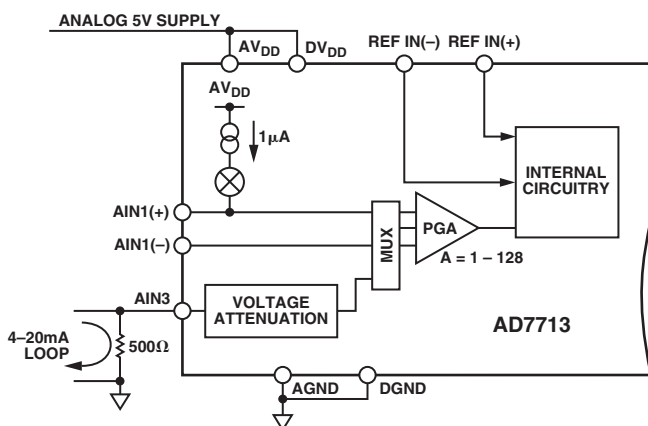 ANALOG 5V SUPPLY
AVDD
DVDD
REF IN(–)
REF IN(+)
AVDD
1µA
INTERNAL
CIRCUITRY
AIN1(+)
AIN1(–)
MUX
PGA
A = 1 – 128
AIN3
VOLTAGE
ATTENUATION
AD7713
4–20mA
LOOP
500Ω
AGND
DGND